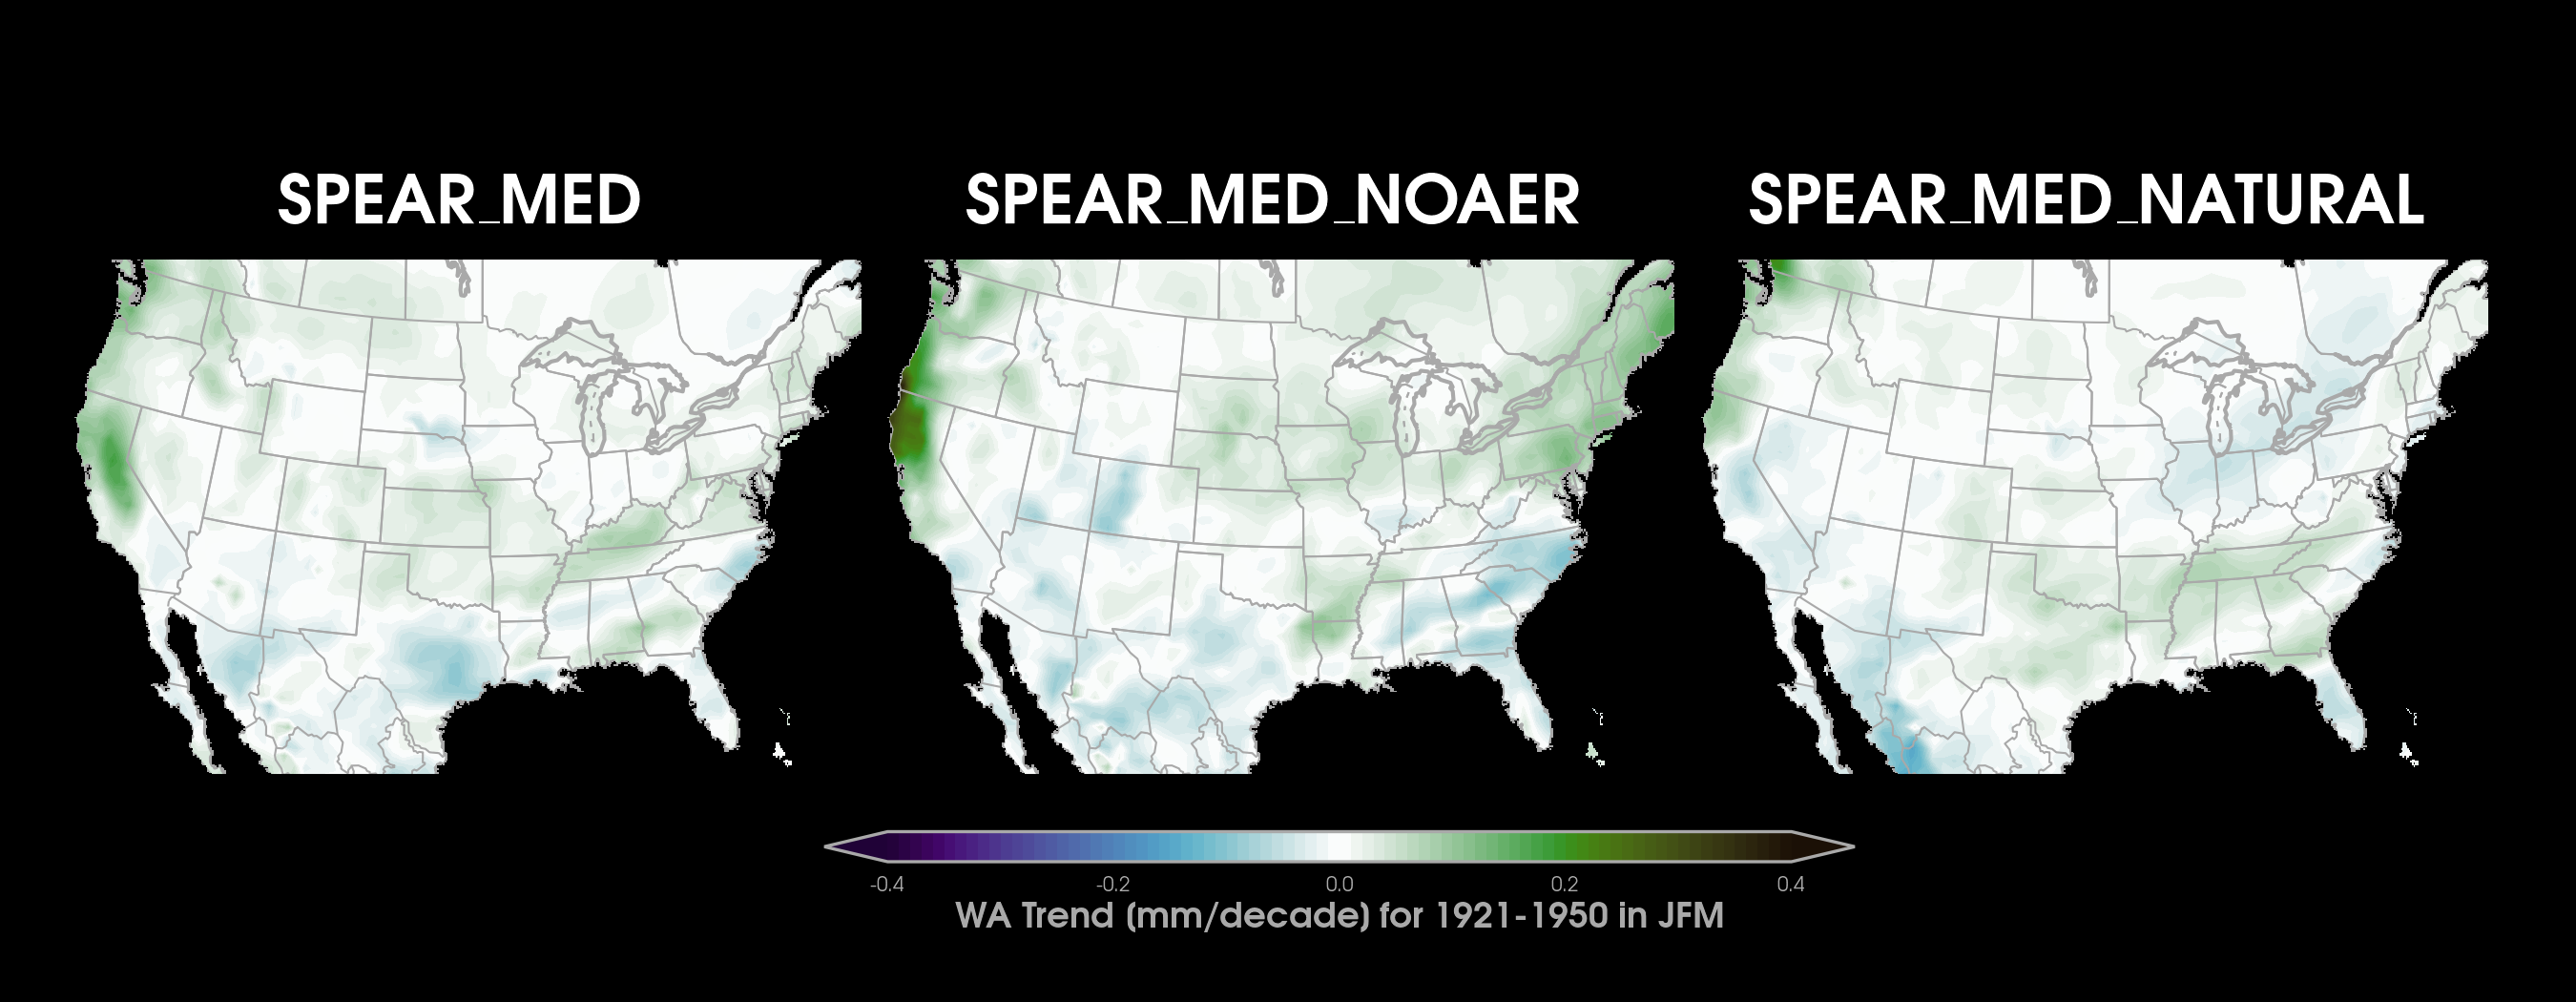 SPEAR_MED SPEAR_MED_NOAER SPEAR_MED_NATURAL
-0.4 -0.2 0.0 0.2 0.4
WA Trend (mm/decade) for 1921-1950 in JFM